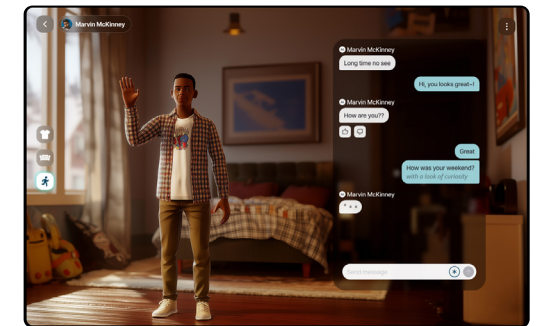 Marvin McKinney
Marvin McKinney
Long time no see
Hi, you looks great~!
Marvin McKinney
How are you??
Great
How was your weekend?
with a look of curiosity
Marvin McKinney
Send message